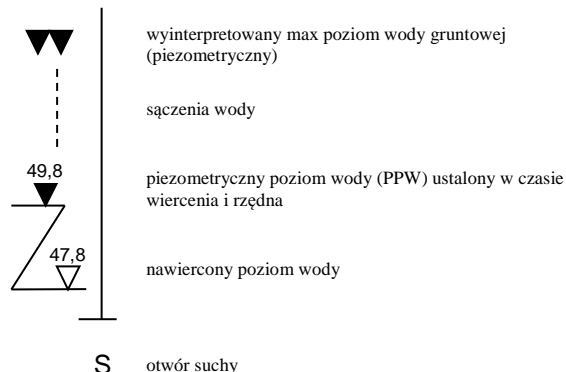 wyinterpretowany max poziom wody gruntowej
(piezometryczny)
sączenia wody
49,8
piezometryczny poziom wody (PPW) ustalony w czasie
wiercenia i rzędna
47,8
nawiercony poziom wody
S otwór suchy